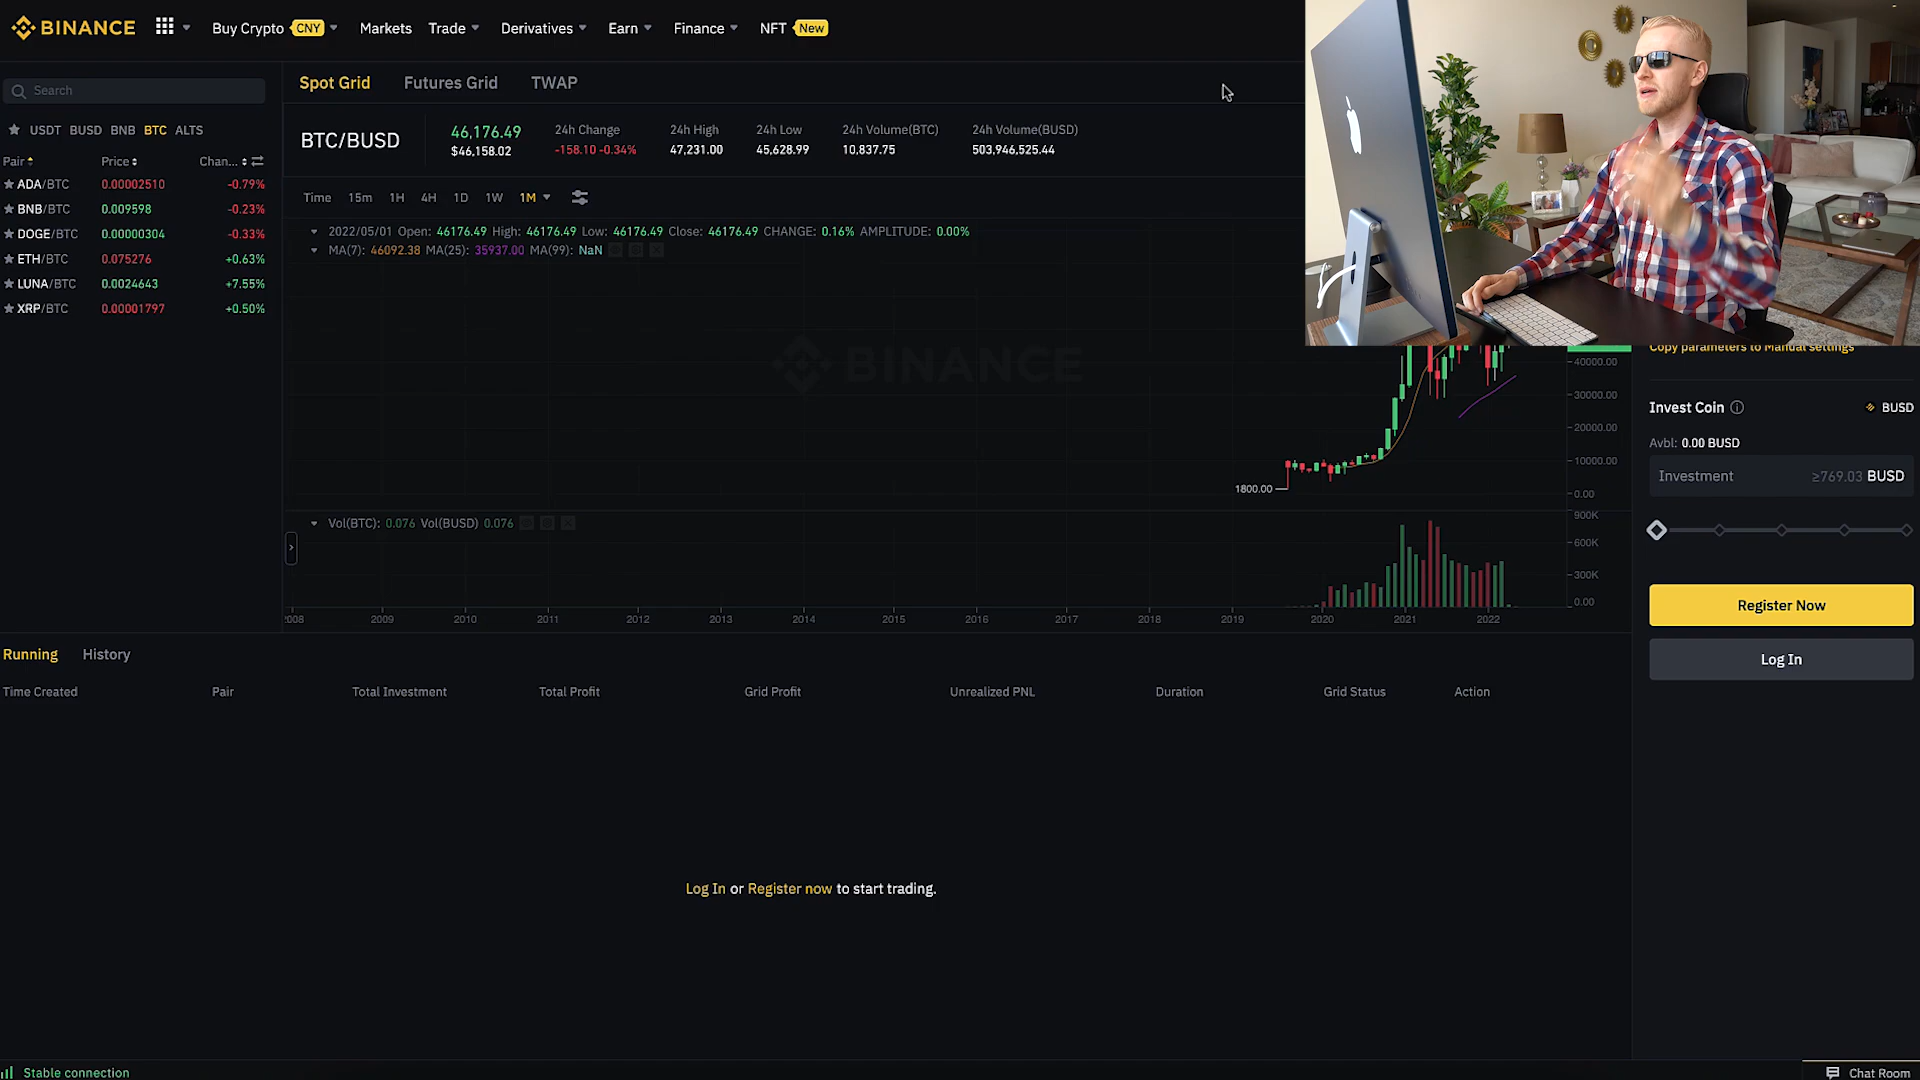 BINANCE
Buy Crypto CNY Markets Trade Derivatives Earn Finance NFT New
Search
USDT BUSD BNB BTC ALTS
Pair Price Chan...
ADA/BTC 0.00002510 -0.79%
BNB/BTC 0.009598 -0.23%
DOGE/BTC 0.00000304 -0.33%
ETH/BTC 0.075276 +0.63%
LUNA/BTC 0.0024643 +7.55%
XRP/BTC 0.00001797 +0.50%
Spot Grid Futures Grid TWAP
BTC/BUSD
46,176.49
$46,158.02
24h Change
-158.10 -0.34%
24h High
47,231.00
24h Low
45,628.99
24h Volume(BTC)
10,837.75
24h Volume(BUSD)
503,946,525.44
Time 15m 1H 4H 1D 1W 1M
2022/05/01 Open: 46176.49 High: 46176.49 Low: 46176.49 Close: 46176.49 CHANGE: 0.16% AMPLITUDE: 0.00%
MA(7): 46092.38 MA(25): 35937.00 MA(99): NaN
BINANCE
40000.00
30000.00
20000.00
10000.00
0.00
1800.00
Vol(BTC): 0.076 Vol(BUSD) 0.076
900K
600K
300K
0.00
2008 2009 2010 2011 2012 2013 2014 2015 2016 2017 2018 2019 2020 2021 2022
Copy parameters to Manual settings
Invest Coin BUSD
Avbl: 0.00 BUSD
Investment ≥769.03 BUSD
Register Now
Log In
Running History
Time Created Pair Total Investment Total Profit Grid Profit Unrealized PNL Duration Grid Status Action
Log In or Register now to start trading.
Stable connection
Chat Room